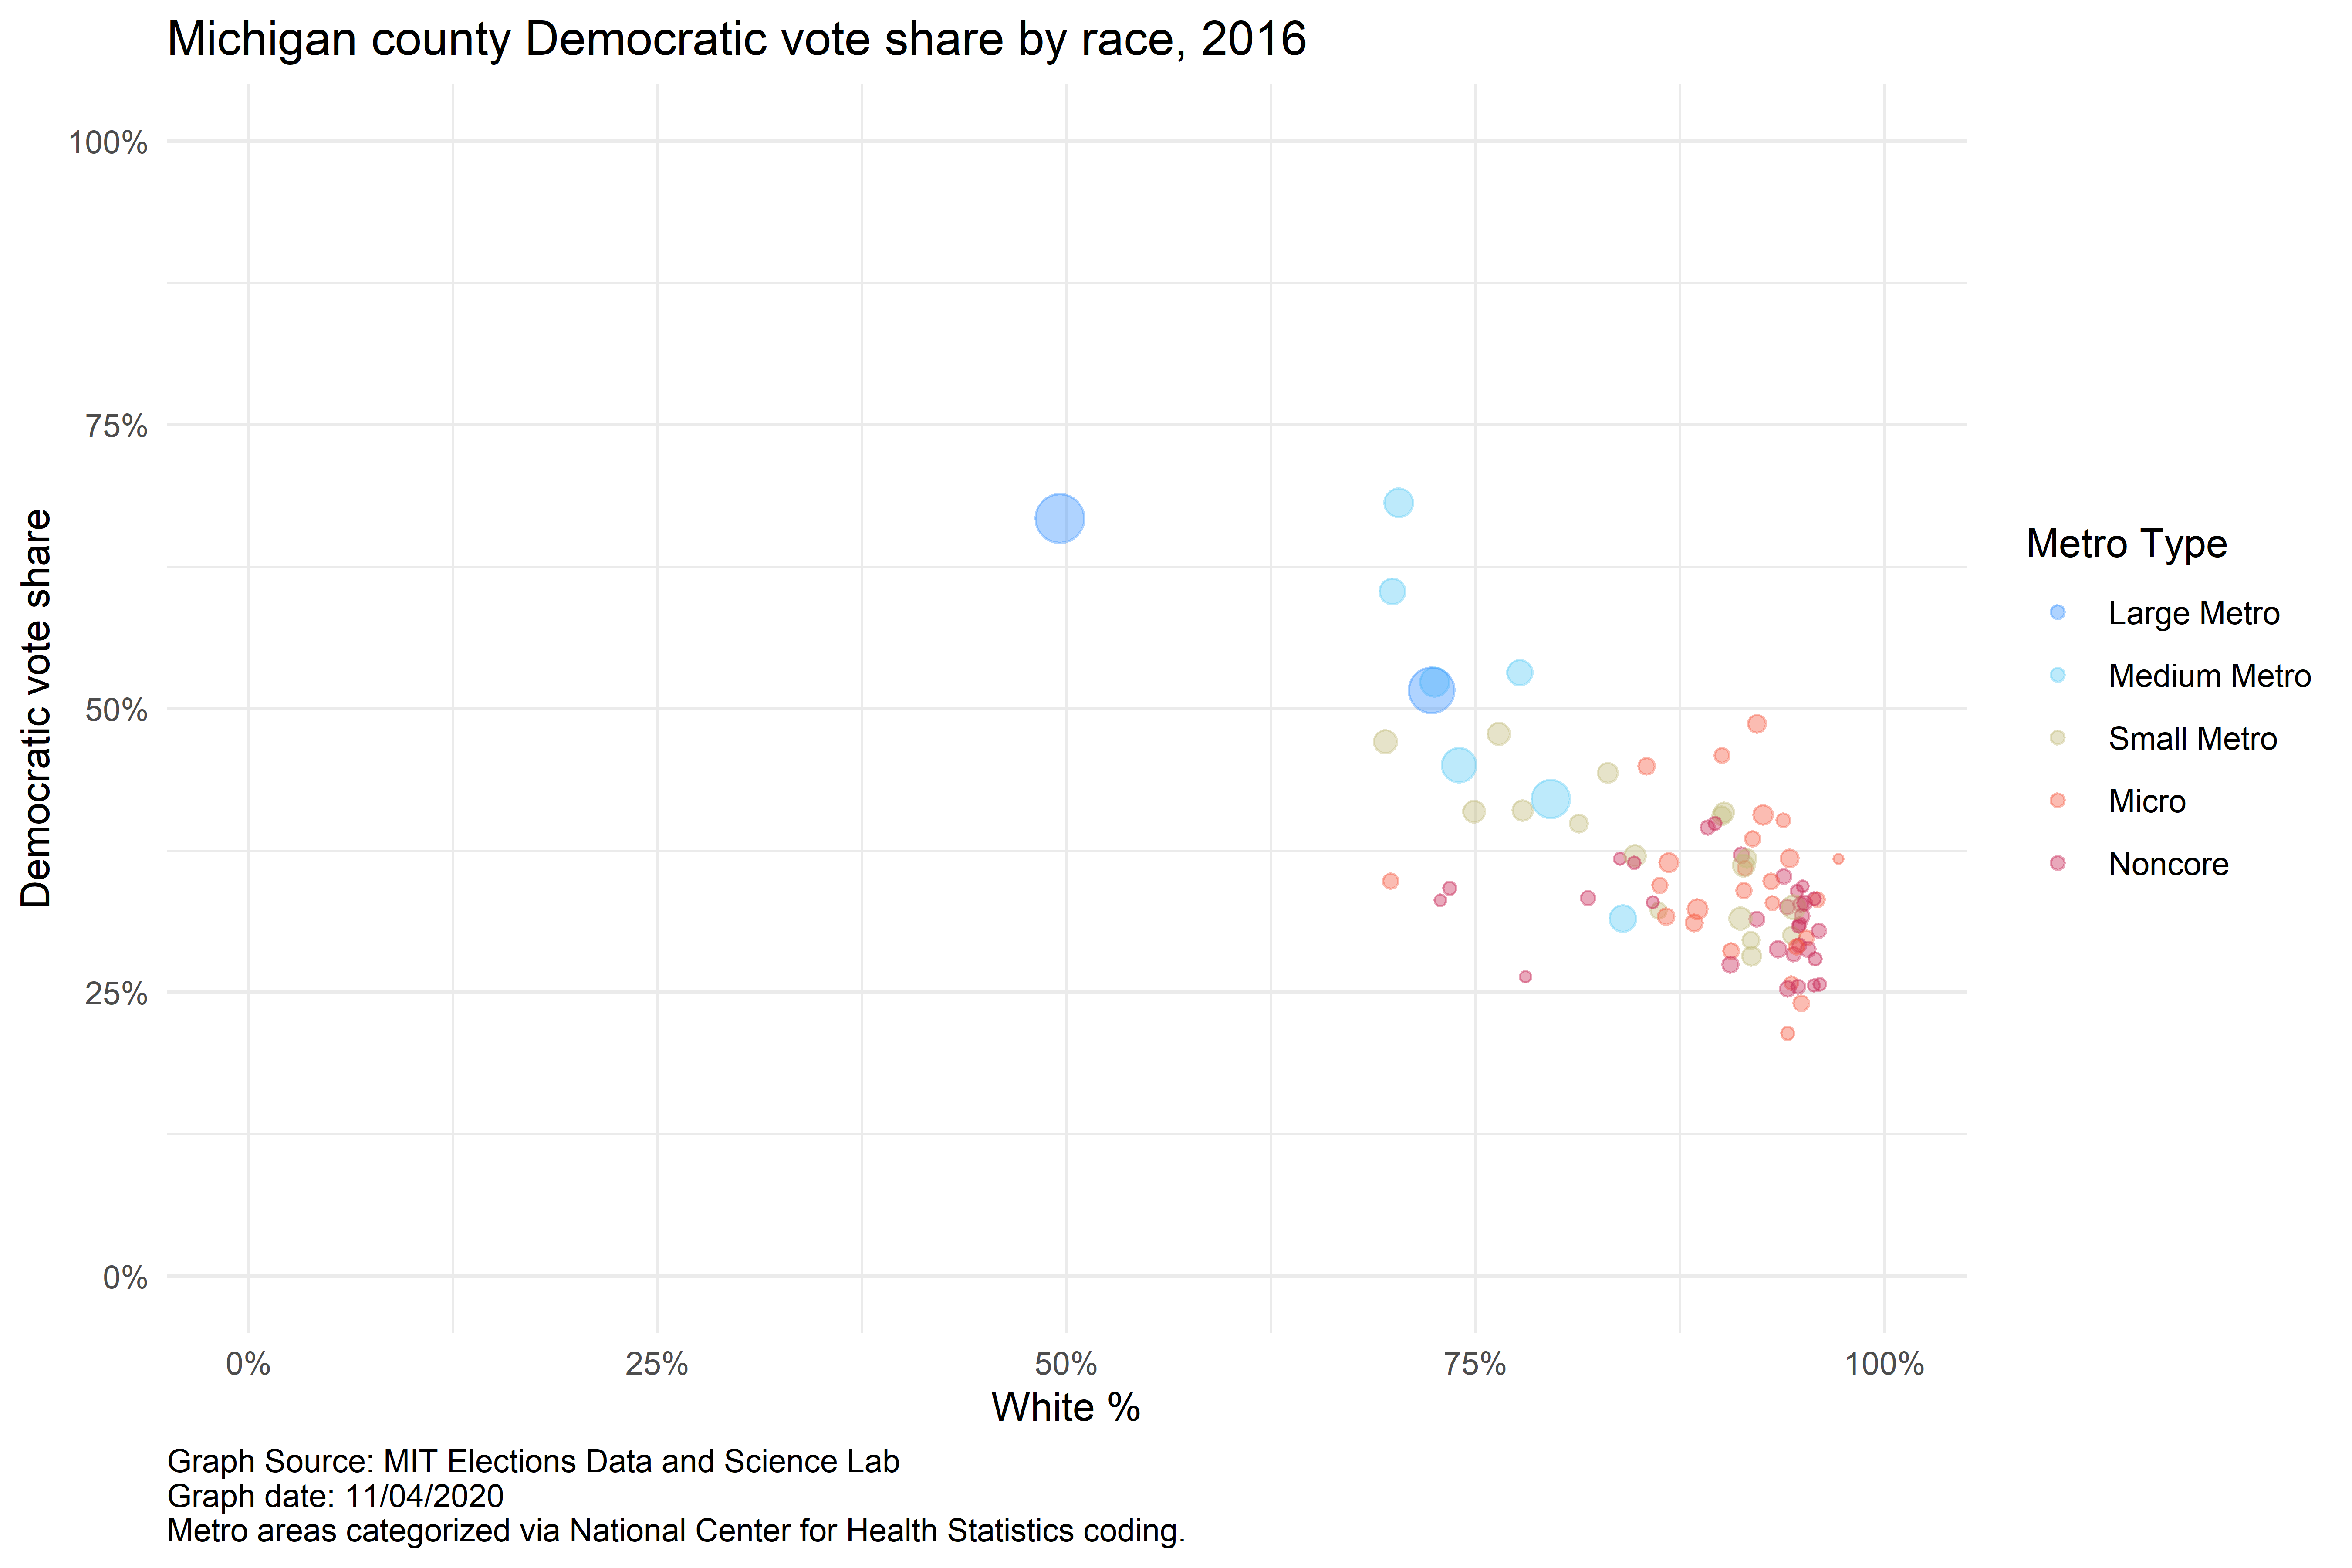 Michigan county Democratic vote share by race, 2016
100%
75%
50%
25%
0%
Democratic vote share
0%
25%
50%
75%
100%
White %
Metro Type
Large Metro
Medium Metro
Small Metro
Micro
Noncore
Graph Source: MIT Elections Data and Science Lab
Graph date: 11/04/2020
Metro areas categorized via National Center for Health Statistics coding.